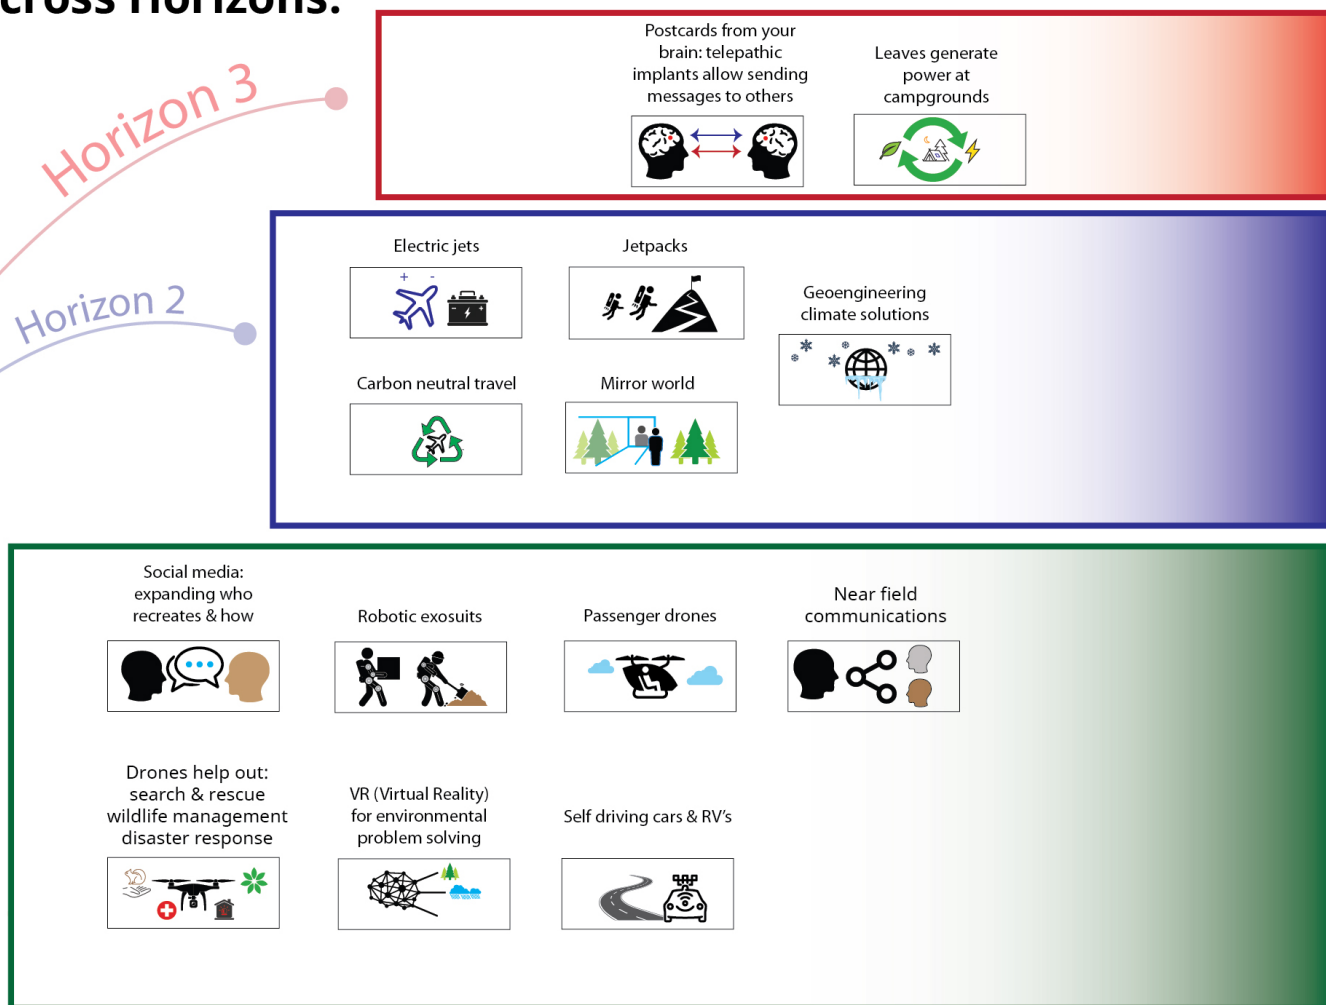 cross Horizons:
Horizon 3
Postcards from your
brain: telepathic
implants allow sending
messages to others
Leaves generate
power at
campgrounds
Horizon 2
Electric jets
Jetpacks
Geoengineering
climate solutions
+ -
Carbon neutral travel
Mirror world
Social media:
expanding who
recreates & how
Robotic exosuits
Passenger drones
Near field
communications
Drones help out:
search & rescue
wildlife management
disaster response
VR (Virtual Reality)
for environmental
problem solving
Self driving cars & RV's